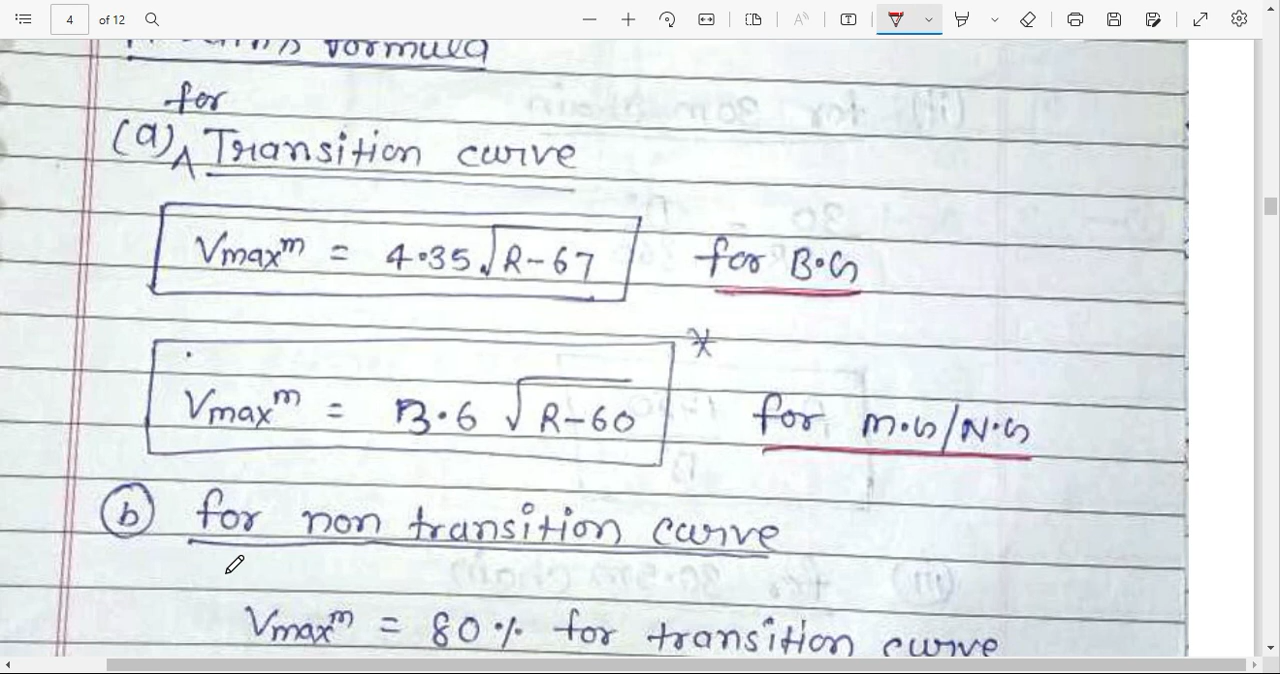 4 of 12
formula
for
(a) Transition curve
Vmaxᵐ = 4.35 √R-67 for B.G
Vmaxᵐ = 3.6 √R-60 * for M.G/N.G
(b) for non transition curve
Vmaxᵐ = 80% for transition curve